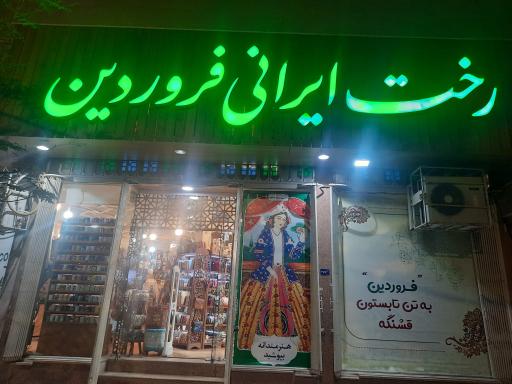 رخت ایرانی فروردین
هنرمندانه
بپوشید
"فروردین"
به تن تابستون
قشنگه